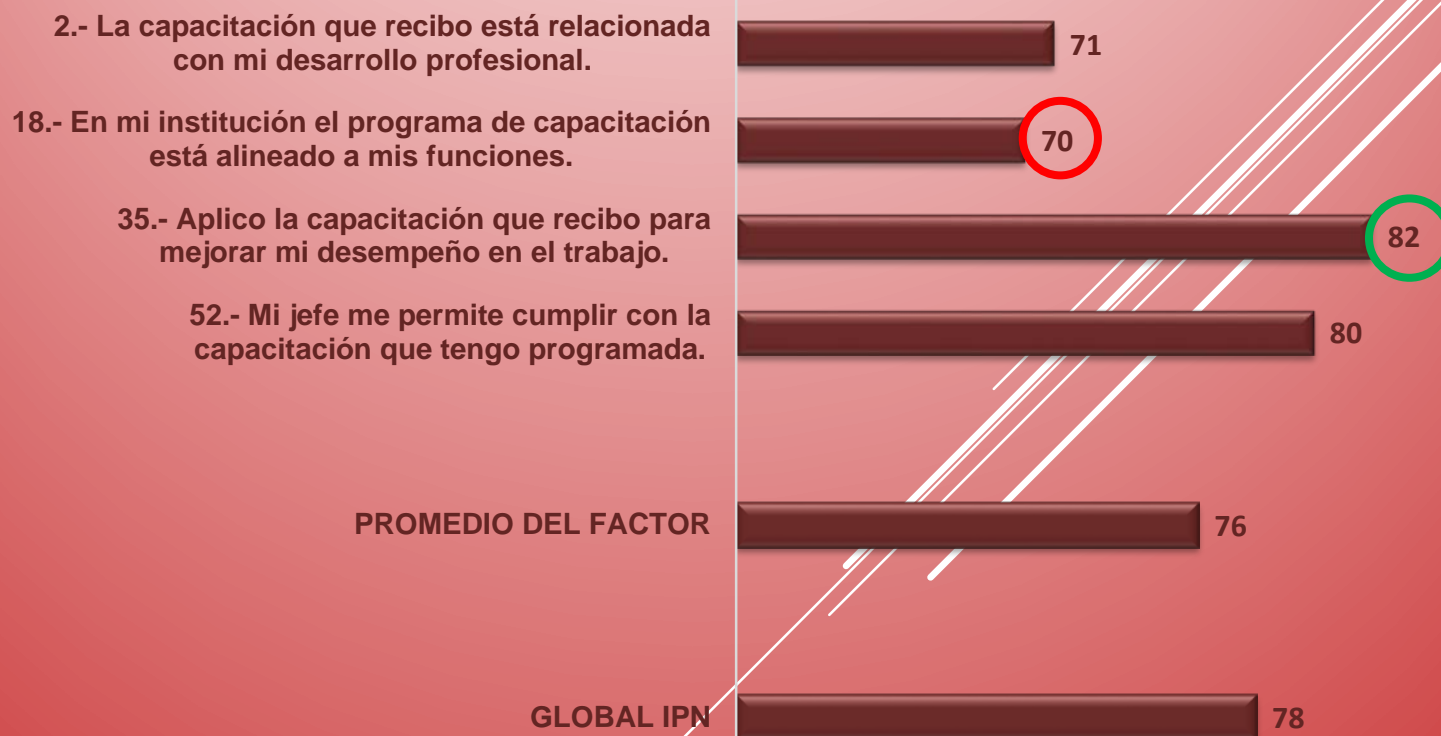 2.- La capacitación que recibo está relacionada
con mi desarrollo profesional.
71
18.- En mi institución el programa de capacitación
está alineado a mis funciones.
70
35.- Aplico la capacitación que recibo para
mejorar mi desempeño en el trabajo.
82
52.- Mi jefe me permite cumplir con la
capacitación que tengo programada.
80
PROMEDIO DEL FACTOR
76
GLOBAL IPN
78